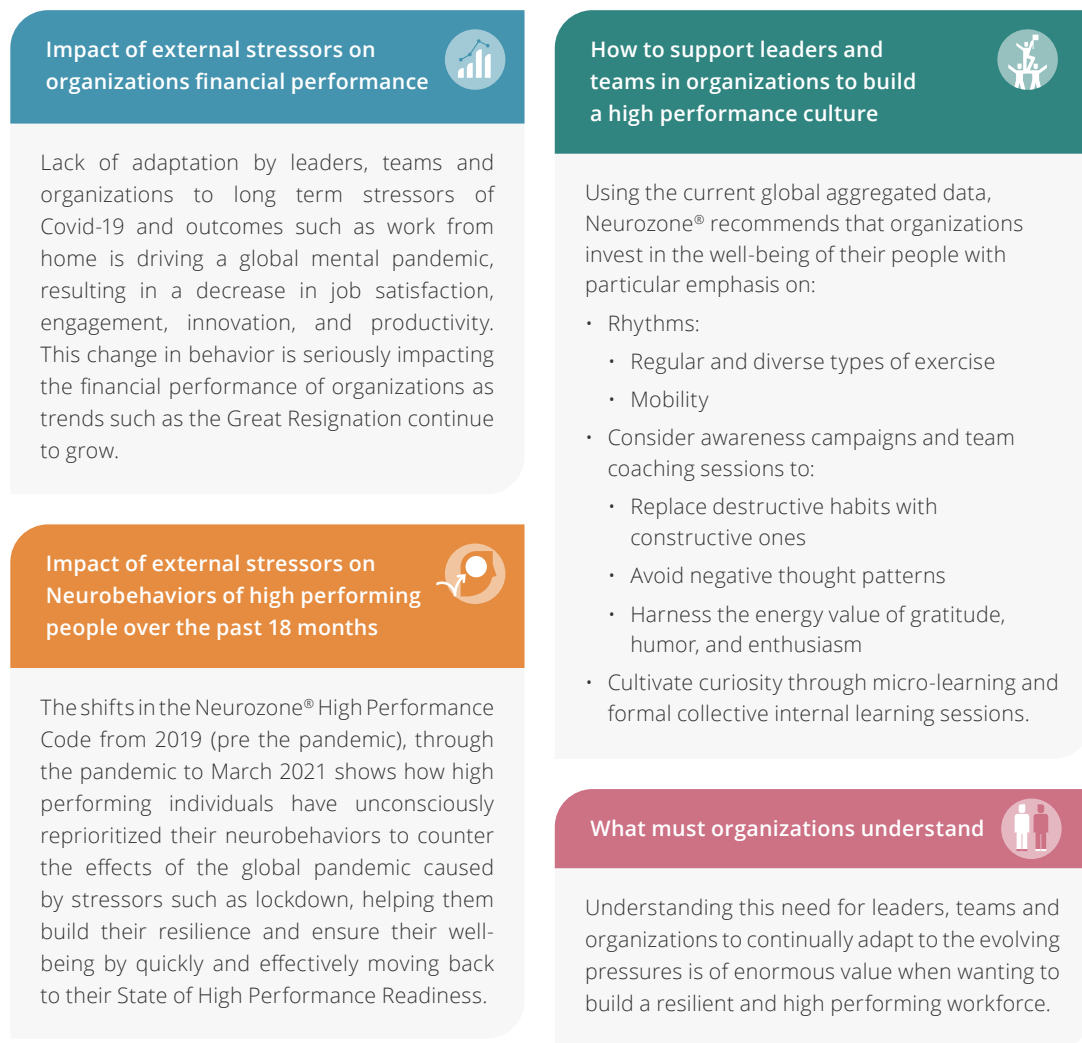 Impact of external stressors on
organizations financial performance
Lack of adaptation by leaders, teams and
organizations to long term stressors of
Covid-19 and outcomes such as work from
home is driving a global mental pandemic,
resulting in a decrease in job satisfaction,
engagement, innovation, and productivity.
This change in behavior is seriously impacting
the financial performance of organizations as
trends such as the Great Resignation continue
to grow.
Impact of external stressors on
Neurobehaviors of high performing
people over the past 18 months
The shifts in the Neurozone® High Performance
Code from 2019 (pre the pandemic), through
the pandemic to March 2021 shows how high
performing individuals have unconsciously
reprioritized their neurobehaviors to counter
the effects of the global pandemic caused
by stressors such as lockdown, helping them
build their resilience and ensure their well-
being by quickly and effectively moving back
to their State of High Performance Readiness.
How to support leaders and
teams in organizations to build
a high performance culture
Using the current global aggregated data,
Neurozone® recommends that organizations
invest in the well-being of their people with
particular emphasis on:
• Rhythms:
• Regular and diverse types of exercise
• Mobility
• Consider awareness campaigns and team
coaching sessions to:
• Replace destructive habits with
constructive ones
• Avoid negative thought patterns
• Harness the energy value of gratitude,
humor, and enthusiasm
• Cultivate curiosity through micro-learning and
formal collective internal learning sessions.
What must organizations understand
Understanding this need for leaders, teams and
organizations to continually adapt to the evolving
pressures is of enormous value when wanting to
build a resilient and high performing workforce.